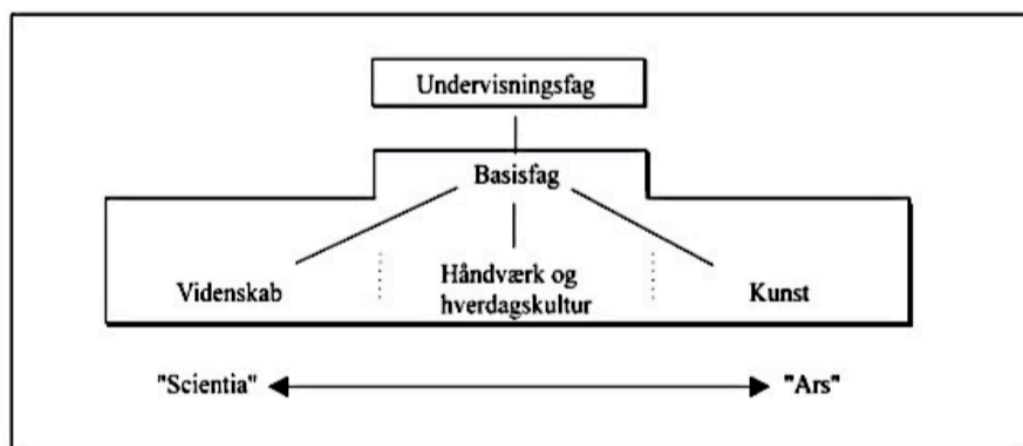 Undervisningsfag
Basisfag
Videnskab
Håndværk og
hverdagskultur
Kunst
"Scientia"
"Ars"